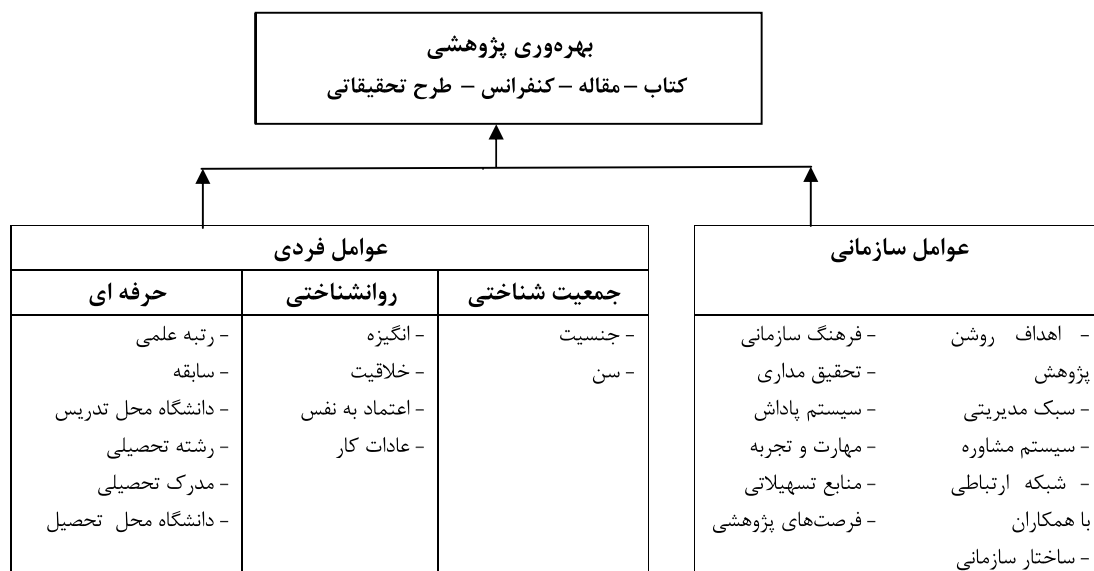 بهره‌وری پژوهشی
کتاب – مقاله – کنفرانس – طرح تحقیقاتی
عوامل سازمانی
- اهداف روشن
پژوهش
- سبک مدیریتی
- سیستم مشاوره
- شبکه ارتباطی
با همکاران
- ساختار سازمانی
- فرهنگ سازمانی
- تحقیق مداری
- سیستم پاداش
- مهارت و تجربه
- منابع تسهیلاتی
- فرصت‌های پژوهشی
عوامل فردی
جمعیت شناختی
- جنسیت
- سن
روانشناختی
- انگیزه
- خلاقیت
- اعتماد به نفس
- عادات کار
حرفه ای
- رتبه علمی
- سابقه
- دانشگاه محل تدریس
- رشته تحصیلی
- مدرک تحصیلی
- دانشگاه محل تحصیل